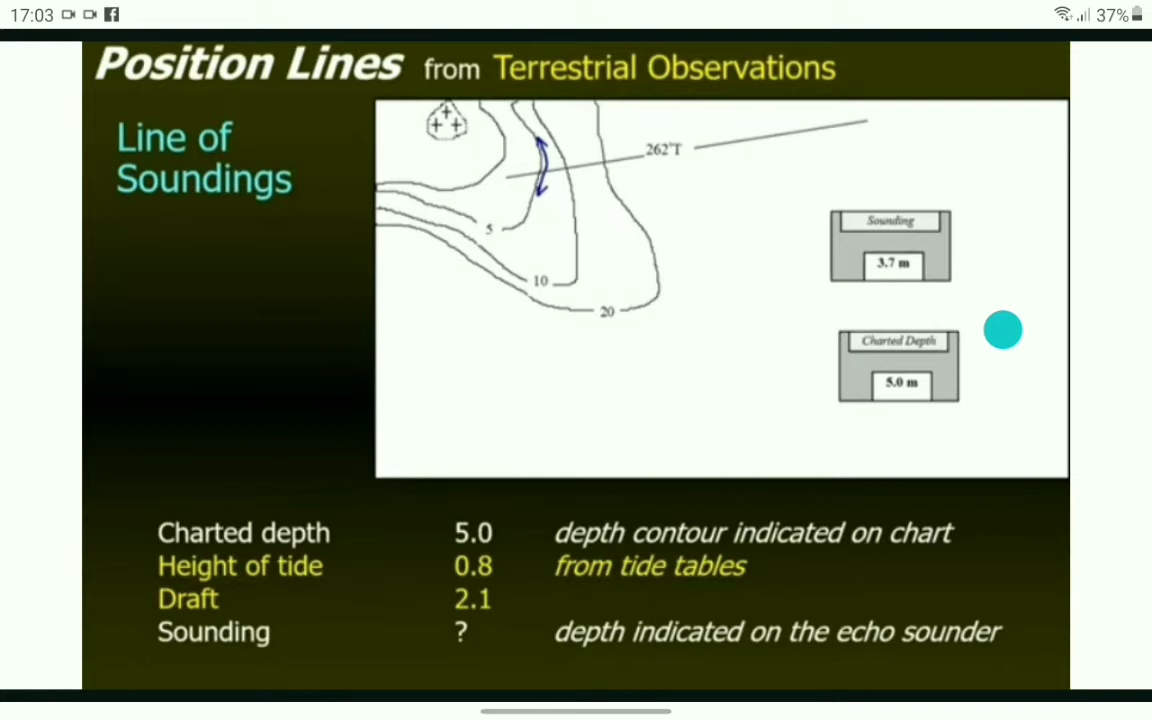 17:03
37%
Position Lines from Terrestrial Observations
Line of
Soundings
262°T
5
10
20
Sounding
3.7 m
Charted Depth
5.0 m
Charted depth 5.0 depth contour indicated on chart
Height of tide 0.8 from tide tables
Draft 2.1
Sounding ? depth indicated on the echo sounder